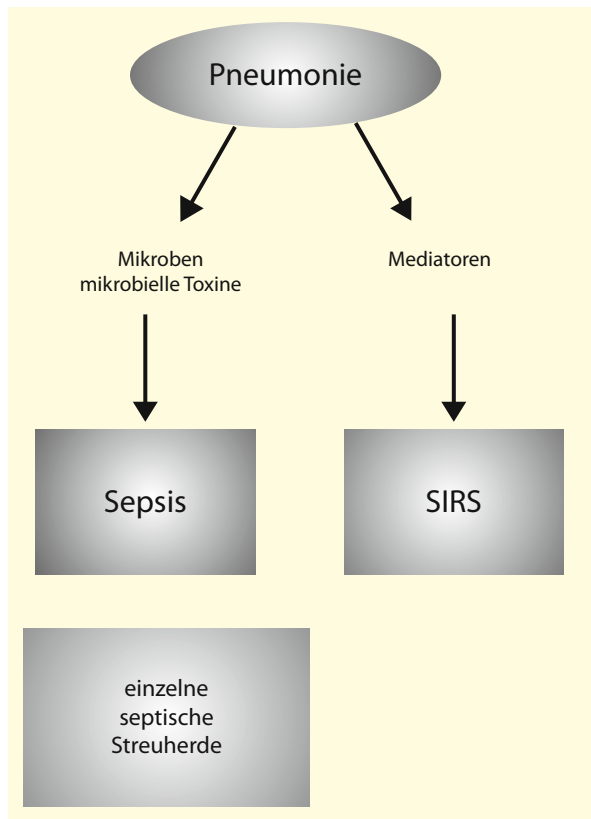 Pneumonie
Mikroben
mikrobielle Toxine
Mediatoren
Sepsis
SIRS
einzelne
septische
Streuherde